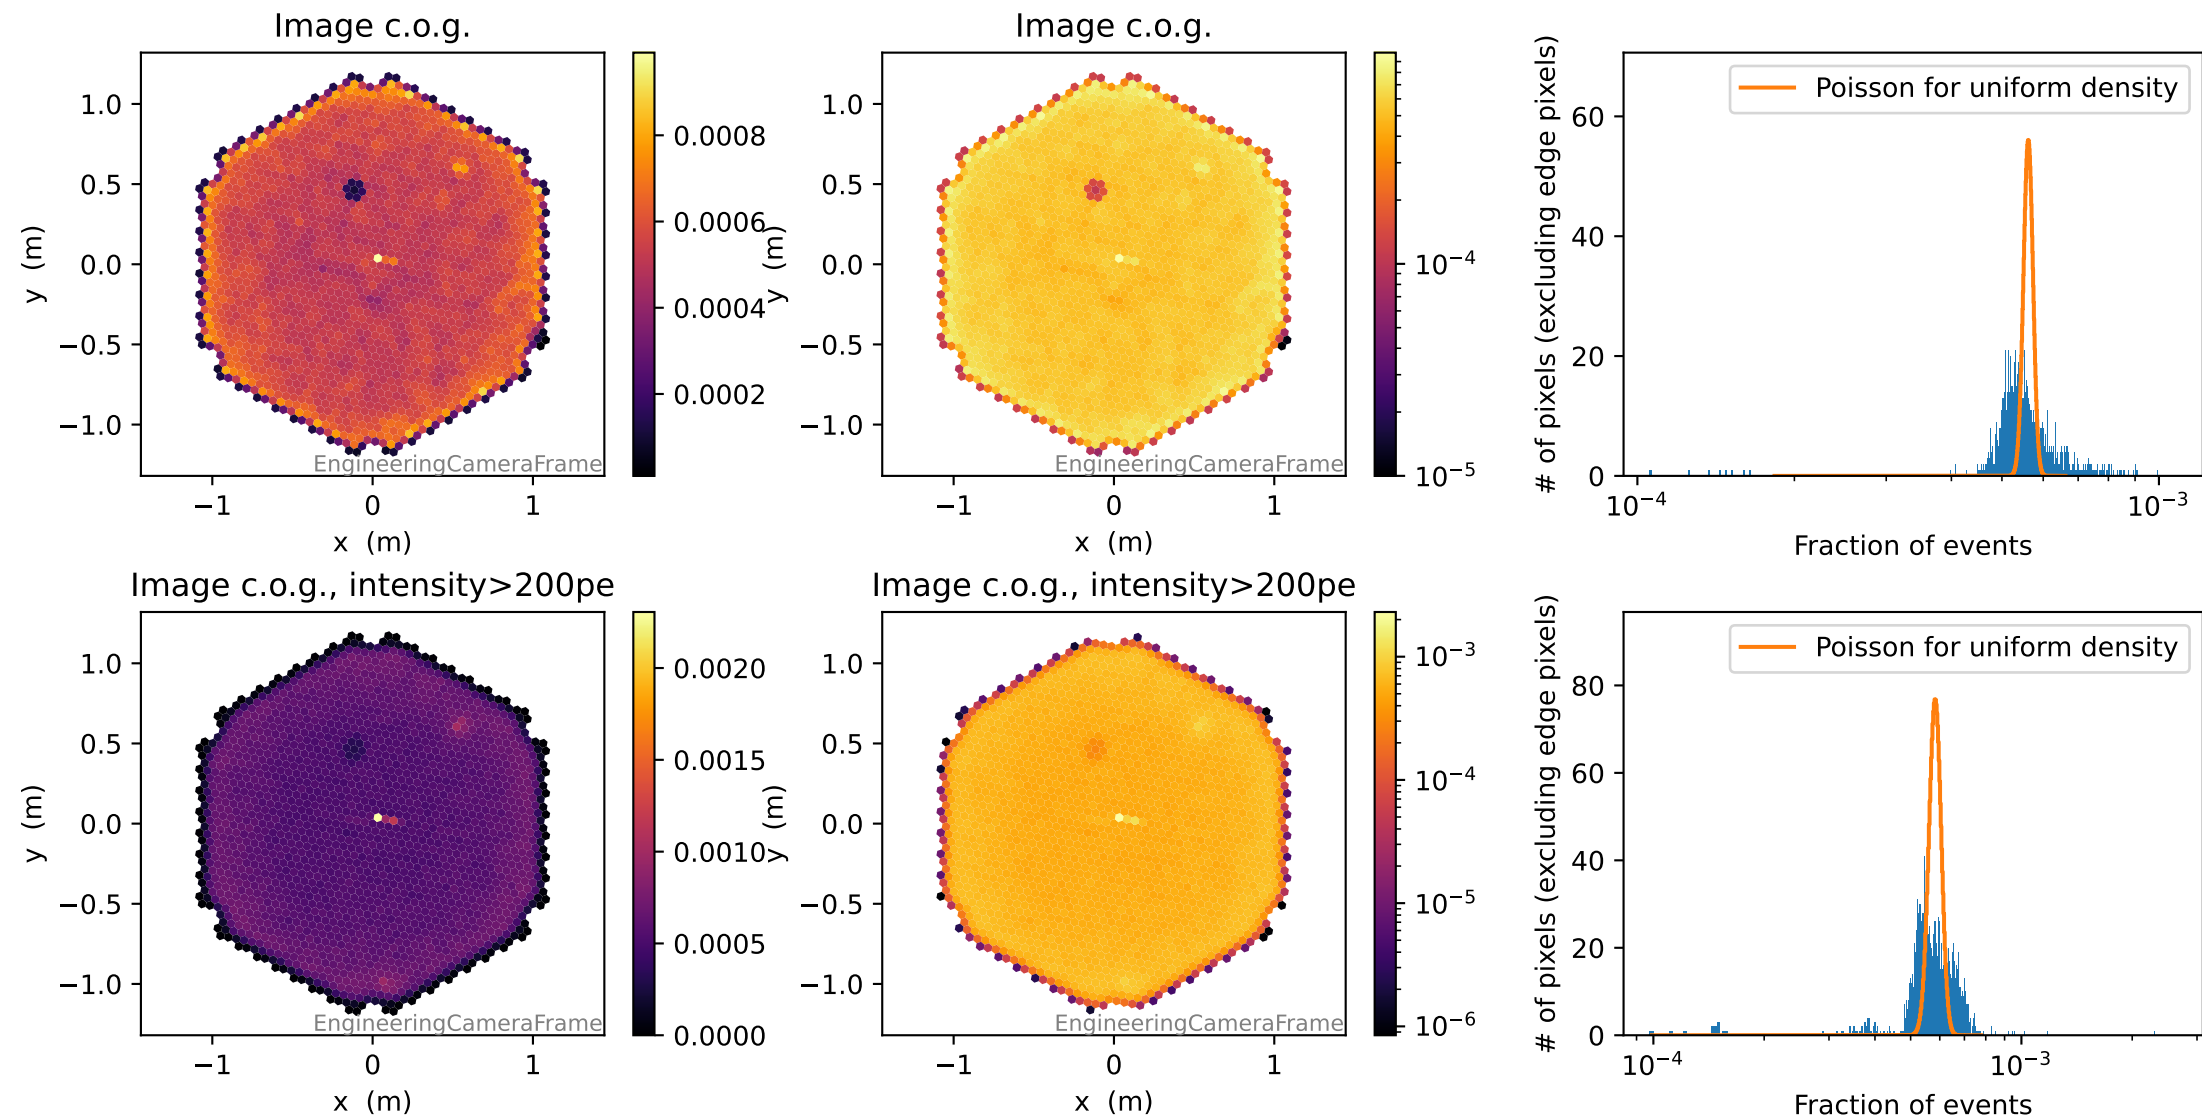 Image c.o.g.
1.0
0.5
0.0
−0.5
−1.0
y (m)
EngineeringCameraFrame
−1 0 1
x (m)
0.0008
0.0006
0.0004
0.0002
Image c.o.g.
1.0
0.5
0.0
−0.5
−1.0
y (m)
EngineeringCameraFrame
−1 0 1
x (m)
10−4
10−5
# of pixels (excluding edge pixels)
60
40
20
0
Poisson for uniform density
10−4 10−3
Fraction of events
Image c.o.g., intensity>200pe
1.0
0.5
0.0
−0.5
−1.0
y (m)
EngineeringCameraFrame
−1 0 1
x (m)
0.0020
0.0015
0.0010
0.0005
0.0000
Image c.o.g., intensity>200pe
1.0
0.5
0.0
−0.5
−1.0
y (m)
EngineeringCameraFrame
−1 0 1
x (m)
10−3
10−4
10−5
10−6
# of pixels (excluding edge pixels)
80
60
40
20
0
Poisson for uniform density
10−4 10−3
Fraction of events